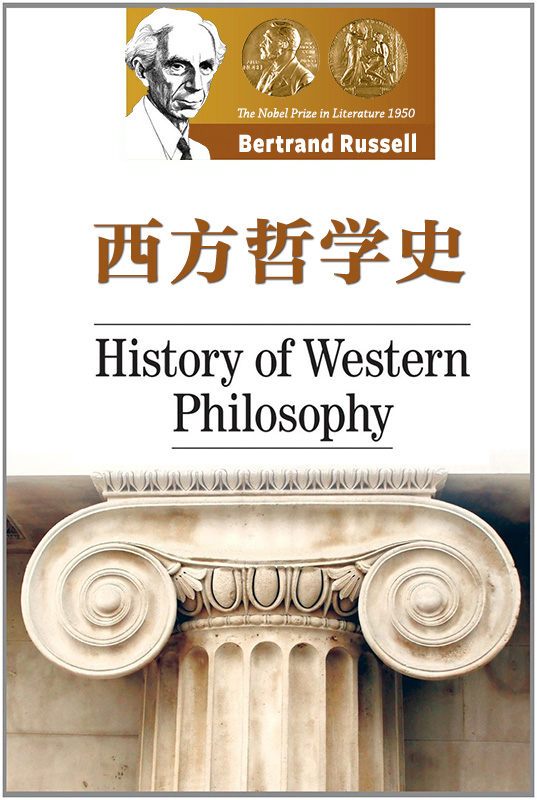 The Nobel Prize in Literature 1950
Bertrand Russell
西方哲学史
History of Western
Philosophy